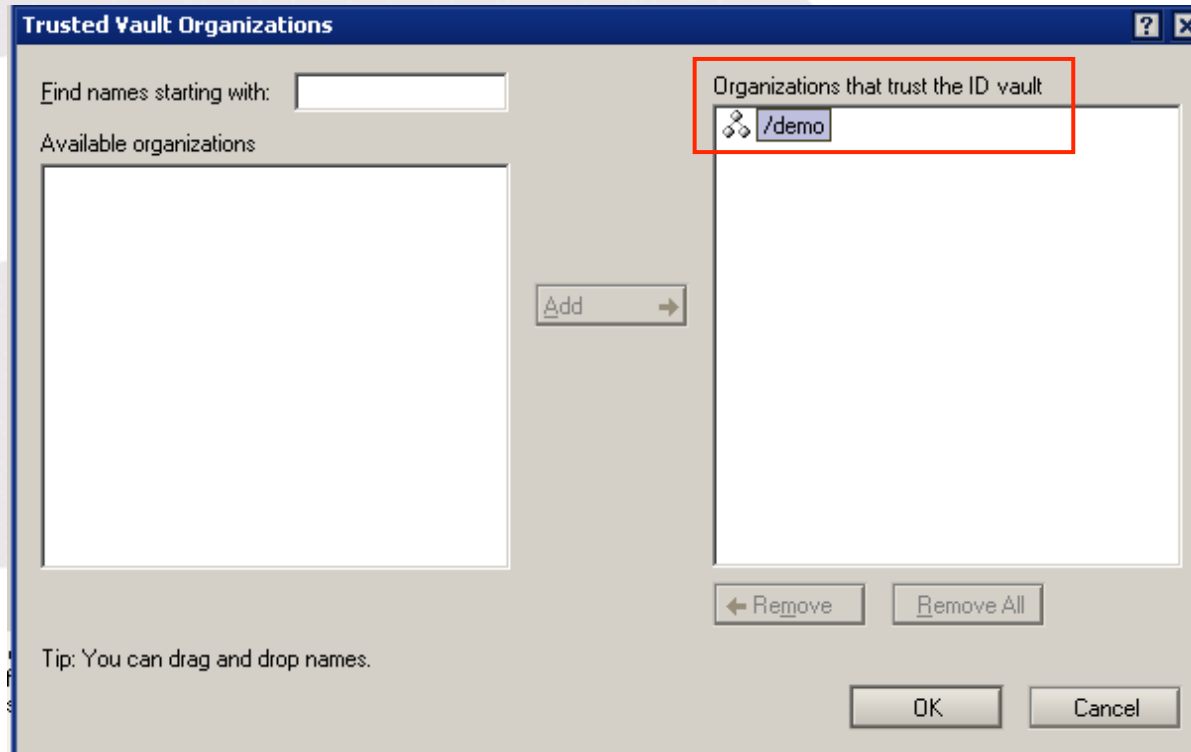 Trusted Vault Organizations
Find names starting with:
Available organizations
Add
Organizations that trust the ID vault
/demo
Remove
Remove All
Tip: You can drag and drop names.
OK
Cancel